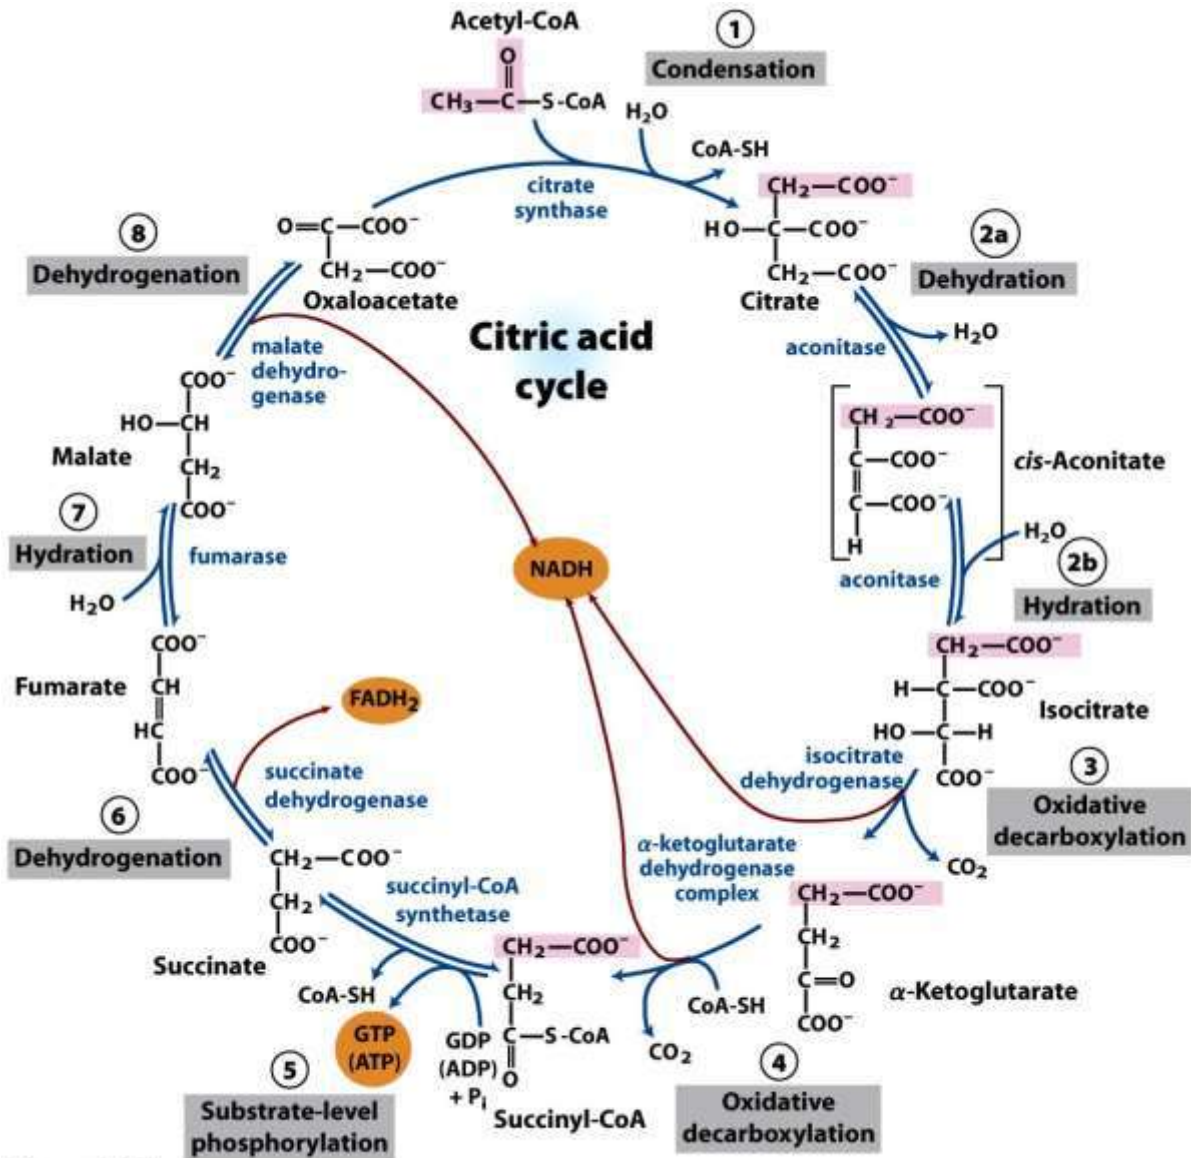 Acetyl-CoA
O
CH₃—C—S-CoA
1
Condensation
H₂O
CoA-SH
citrate
synthase
CH₂—COO⁻
HO—C—COO⁻
CH₂—COO⁻
Citrate
2a
Dehydration
H₂O
aconitase
CH₂—COO⁻
C—COO⁻
C—COO⁻
H
cis-Aconitate
H₂O
aconitase
2b
Hydration
CH₂—COO⁻
H—C—COO⁻
HO—C—H
COO⁻
Isocitrate
isocitrate
dehydrogenase
3
Oxidative
decarboxylation
CO₂
CH₂—COO⁻
CH₂
C=O
COO⁻
α-Ketoglutarate
α-ketoglutarate
dehydrogenase
complex
CoA-SH
CO₂
4
Oxidative
decarboxylation
CH₂—COO⁻
CH₂
C—S-CoA
O
Succinyl-CoA
succinyl-CoA
synthetase
GDP
(ADP)
+ Pᵢ
CoA-SH
GTP
(ATP)
5
Substrate-level
phosphorylation
CH₂—COO⁻
CH₂
COO⁻
Succinate
succinate
dehydrogenase
FADH₂
6
Dehydrogenation
COO⁻
CH
HC
COO⁻
Fumarate
fumarase
H₂O
7
Hydration
COO⁻
HO—CH
CH₂
COO⁻
Malate
malate
dehydro-
genase
8
Dehydrogenation
O=C—COO⁻
CH₂—COO⁻
Oxaloacetate
Citric acid
cycle
NADH